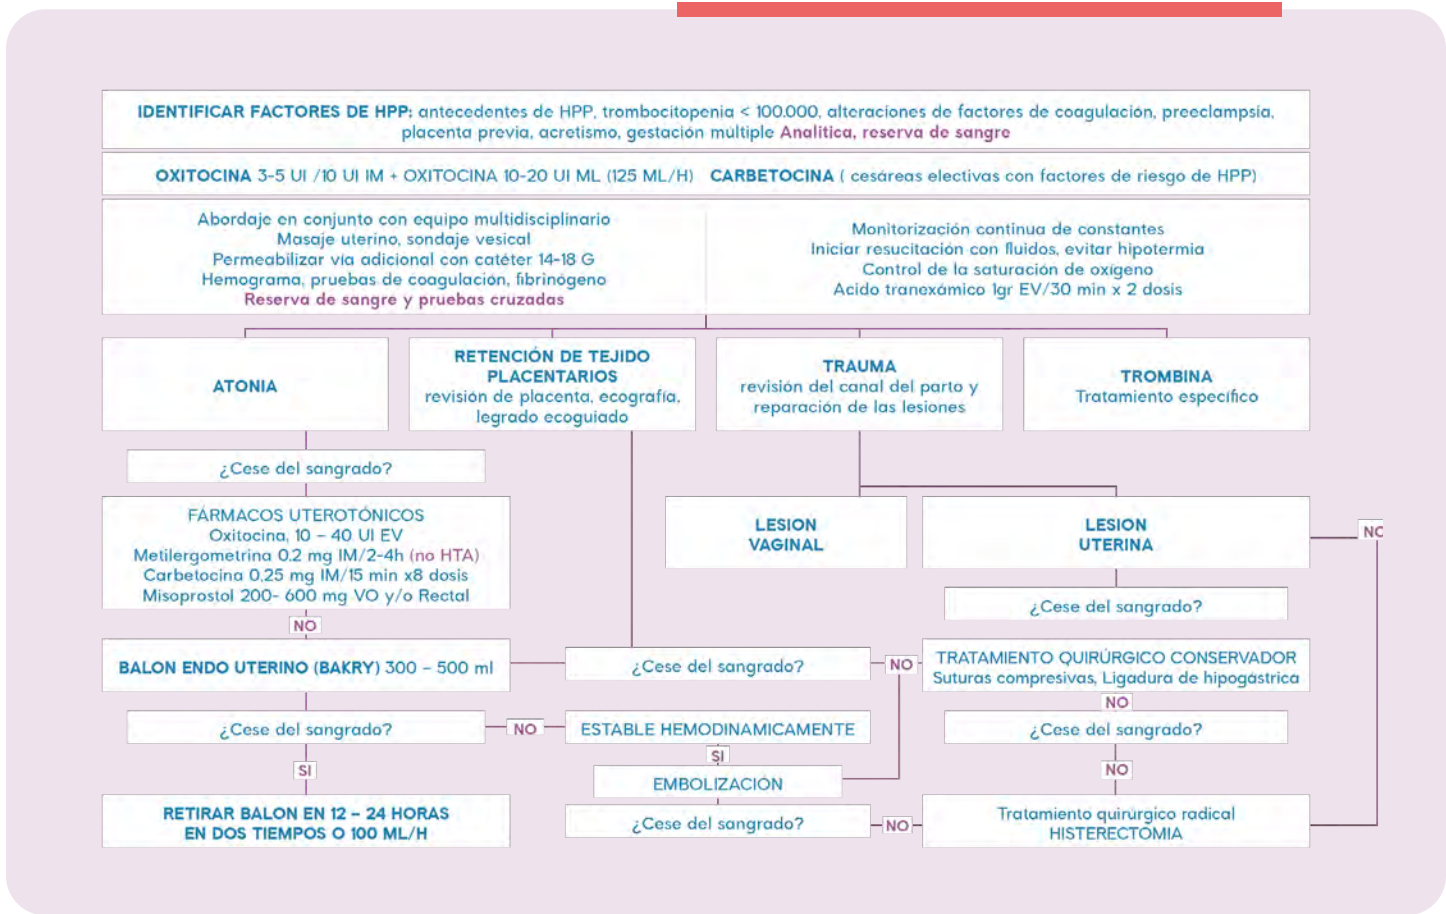 IDENTIFICAR FACTORES DE HPP: antecedentes de HPP, trombocitopenia < 100.000, alteraciones de factores de coagulación, preeclampsia,
placenta previa, acretismo, gestación múltiple Analítica, reserva de sangre
OXITOCINA 3-5 UI /10 UI IM + OXITOCINA 10-20 UI ML (125 ML/H) CARBETOCINA ( cesáreas electivas con factores de riesgo de HPP)
Abordaje en conjunto con equipo multidisciplinario
Masaje uterino, sondaje vesical
Permeabilizar vía adicional con catéter 14-18 G
Hemograma, pruebas de coagulación, fibrinógeno
Reserva de sangre y pruebas cruzadas
Monitorización continua de constantes
Iniciar resucitación con fluidos, evitar hipotermia
Control de la saturación de oxígeno
Acido tranexámico 1gr EV/30 min x 2 dosis
ATONIA
RETENCIÓN DE TEJIDO
PLACENTARIOS
revisión de placenta, ecografía,
legrado ecoguiado
TRAUMA
revisión del canal del parto y
reparación de las lesiones
TROMBINA
Tratamiento específico
¿Cese del sangrado?
FÁRMACOS UTEROTÓNICOS
Oxitocina, 10 – 40 UI EV
Metilergometrina 0.2 mg IM/2-4h (no HTA)
Carbetocina 0,25 mg IM/15 min x8 dosis
Misoprostol 200- 600 mg VO y/o Rectal
LESION
VAGINAL
LESION
UTERINA
NO
¿Cese del sangrado?
NO
BALON ENDO UTERINO (BAKRY) 300 – 500 ml
¿Cese del sangrado?
NO
TRATAMIENTO QUIRÚRGICO CONSERVADOR
Suturas compresivas, Ligadura de hipogástrica
NO
¿Cese del sangrado?
NO
ESTABLE HEMODINAMICAMENTE
¿Cese del sangrado?
SI
SI
EMBOLIZACIÓN
NO
RETIRAR BALON EN 12 – 24 HORAS
EN DOS TIEMPOS O 100 ML/H
¿Cese del sangrado?
NO
Tratamiento quirúrgico radical
HISTERECTOMIA